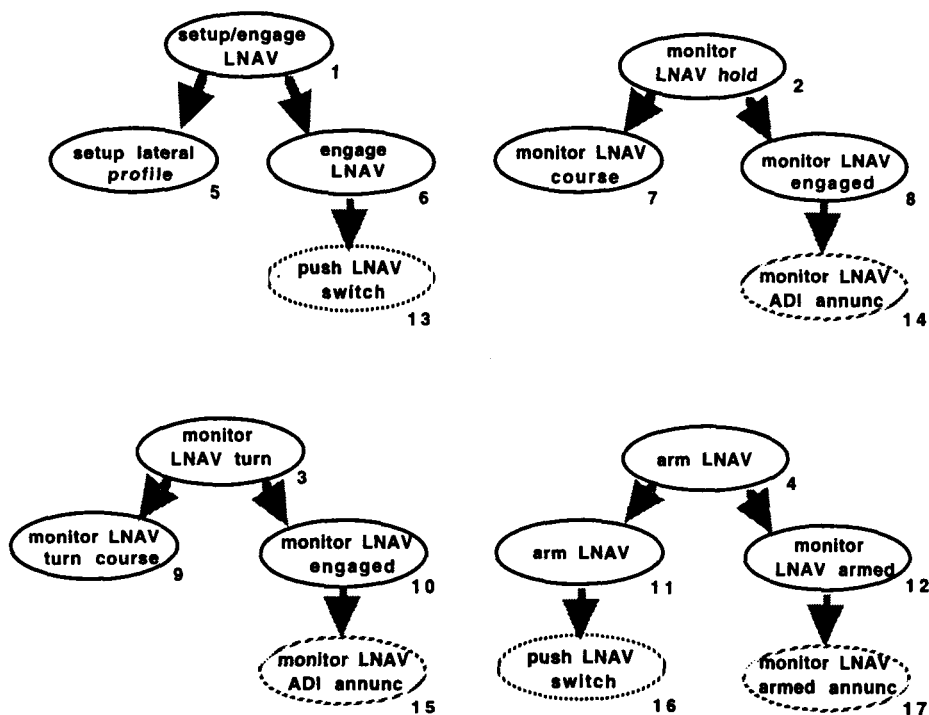 setup/engage
LNAV
1
monitor
LNAV hold
2
setup lateral
profile
5
engage
LNAV
6
monitor LNAV
course
7
monitor LNAV
engaged
8
push LNAV
switch
13
monitor LNAV
ADI annunc
14
monitor
LNAV turn
3
arm LNAV
4
monitor LNAV
turn course
9
monitor LNAV
engaged
10
arm LNAV
11
monitor
LNAV armed
12
monitor LNAV
ADI annunc
15
push LNAV
switch
16
monitor LNAV
armed annunc
17